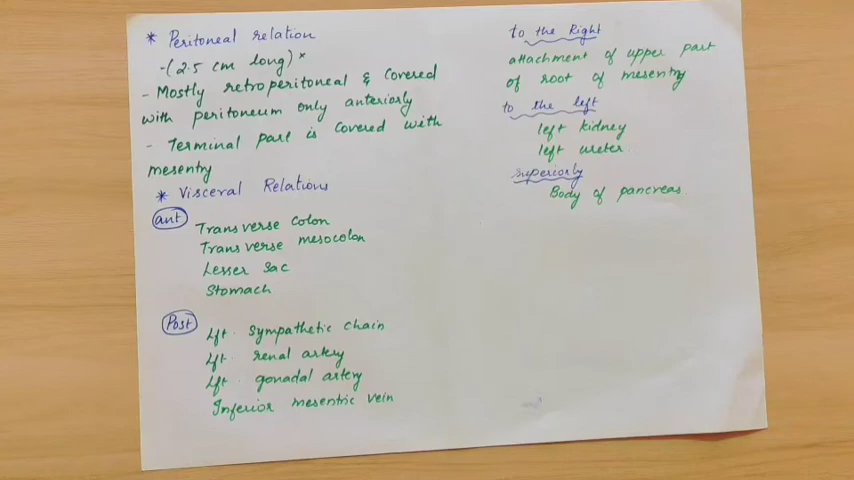 * Peritoneal relation
-(2.5 cm long) *
- Mostly retroperitoneal & Covered
with peritoneum only anteriorly
- Terminal part is Covered with
mesentry
* Visceral Relations
ant
Transverse Colon
Transverse mesocolon
Lesser Sac
Stomach
Post
Lft. Sympathetic chain
Lft. renal artery
Lft. gonadal artery
Inferior mesentric vein
to the Right
attachment of upper part
of root of mesentry
to the left
left kidney
left ureter.
Superiorly
Body of pancreas.